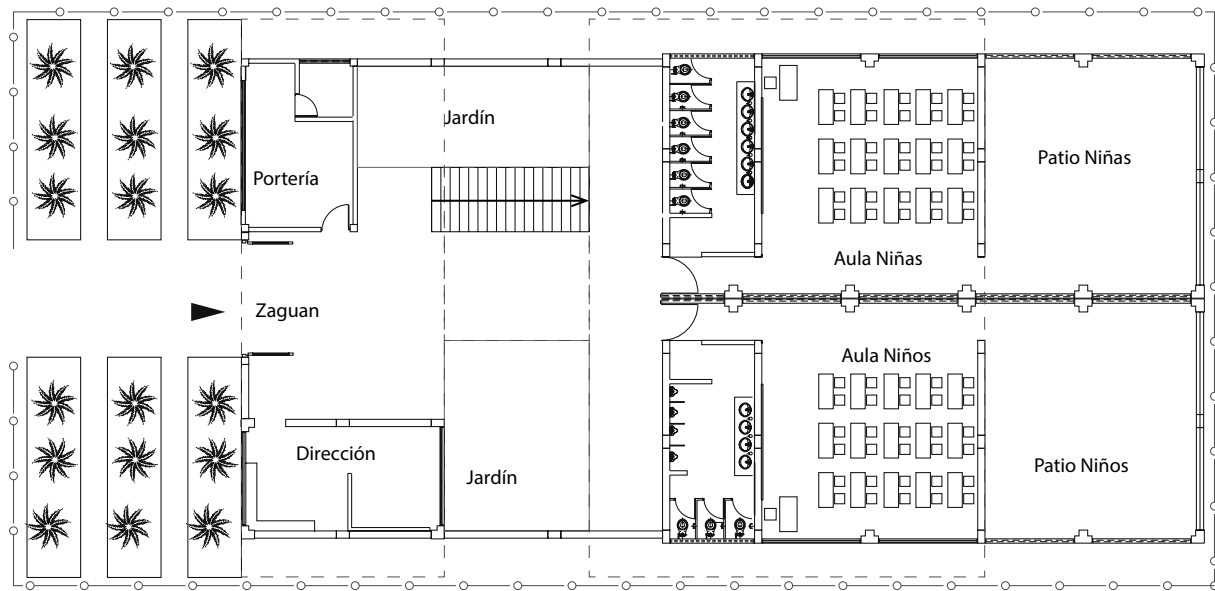 Jardín
Patio Niñas
Portería
Aula Niñas
Zaguan
Aula Niños
Dirección
Patio Niños
Jardín